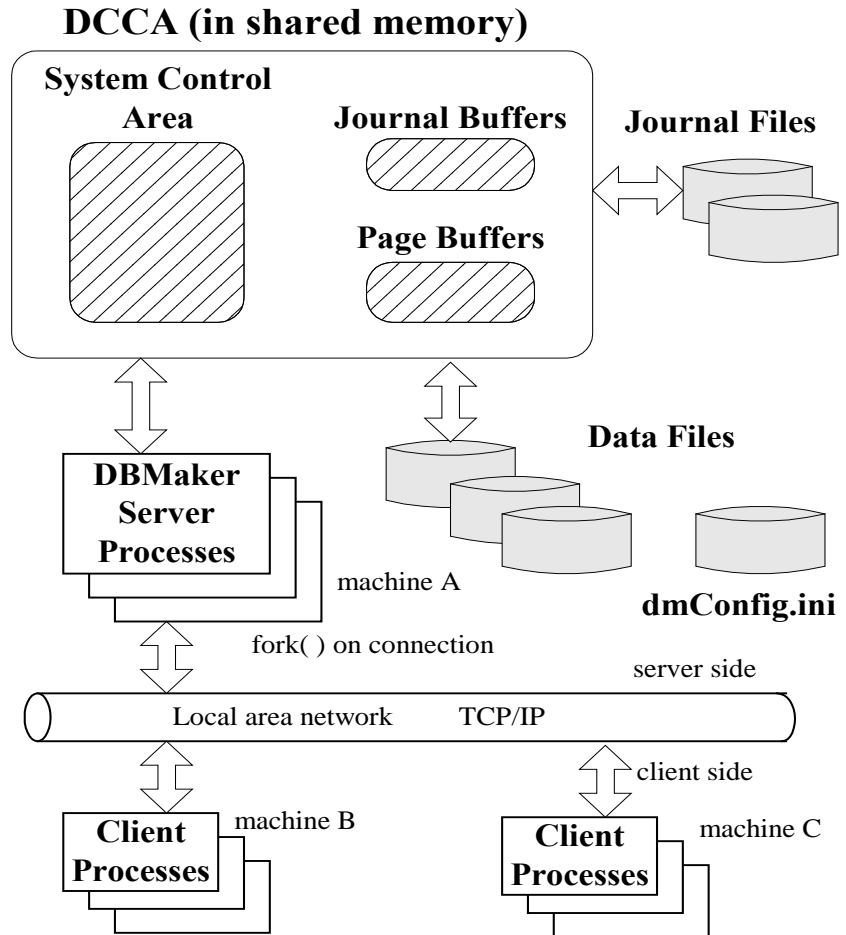 DCCA (in shared memory)
System Control
Area
Journal Buffers
Journal Files
Page Buffers
Data Files
DBMaker
Server
Processes
machine A
dmConfig.ini
fork( ) on connection
server side
Local area network
TCP/IP
client side
Client
Processes
machine B
Client
Processes
machine C